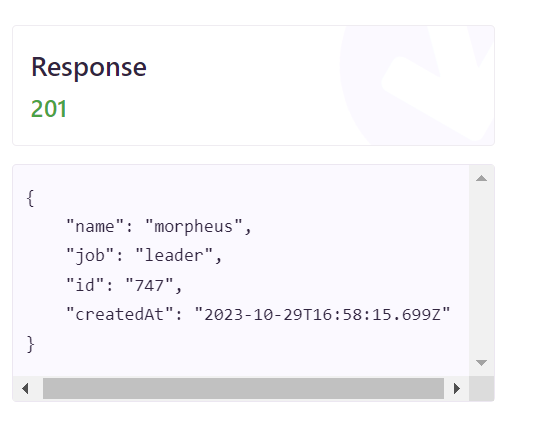 Response
201
{
    "name": "morpheus",
    "job": "leader",
    "id": "747",
    "createdAt": "2023-10-29T16:58:15.699Z"
}